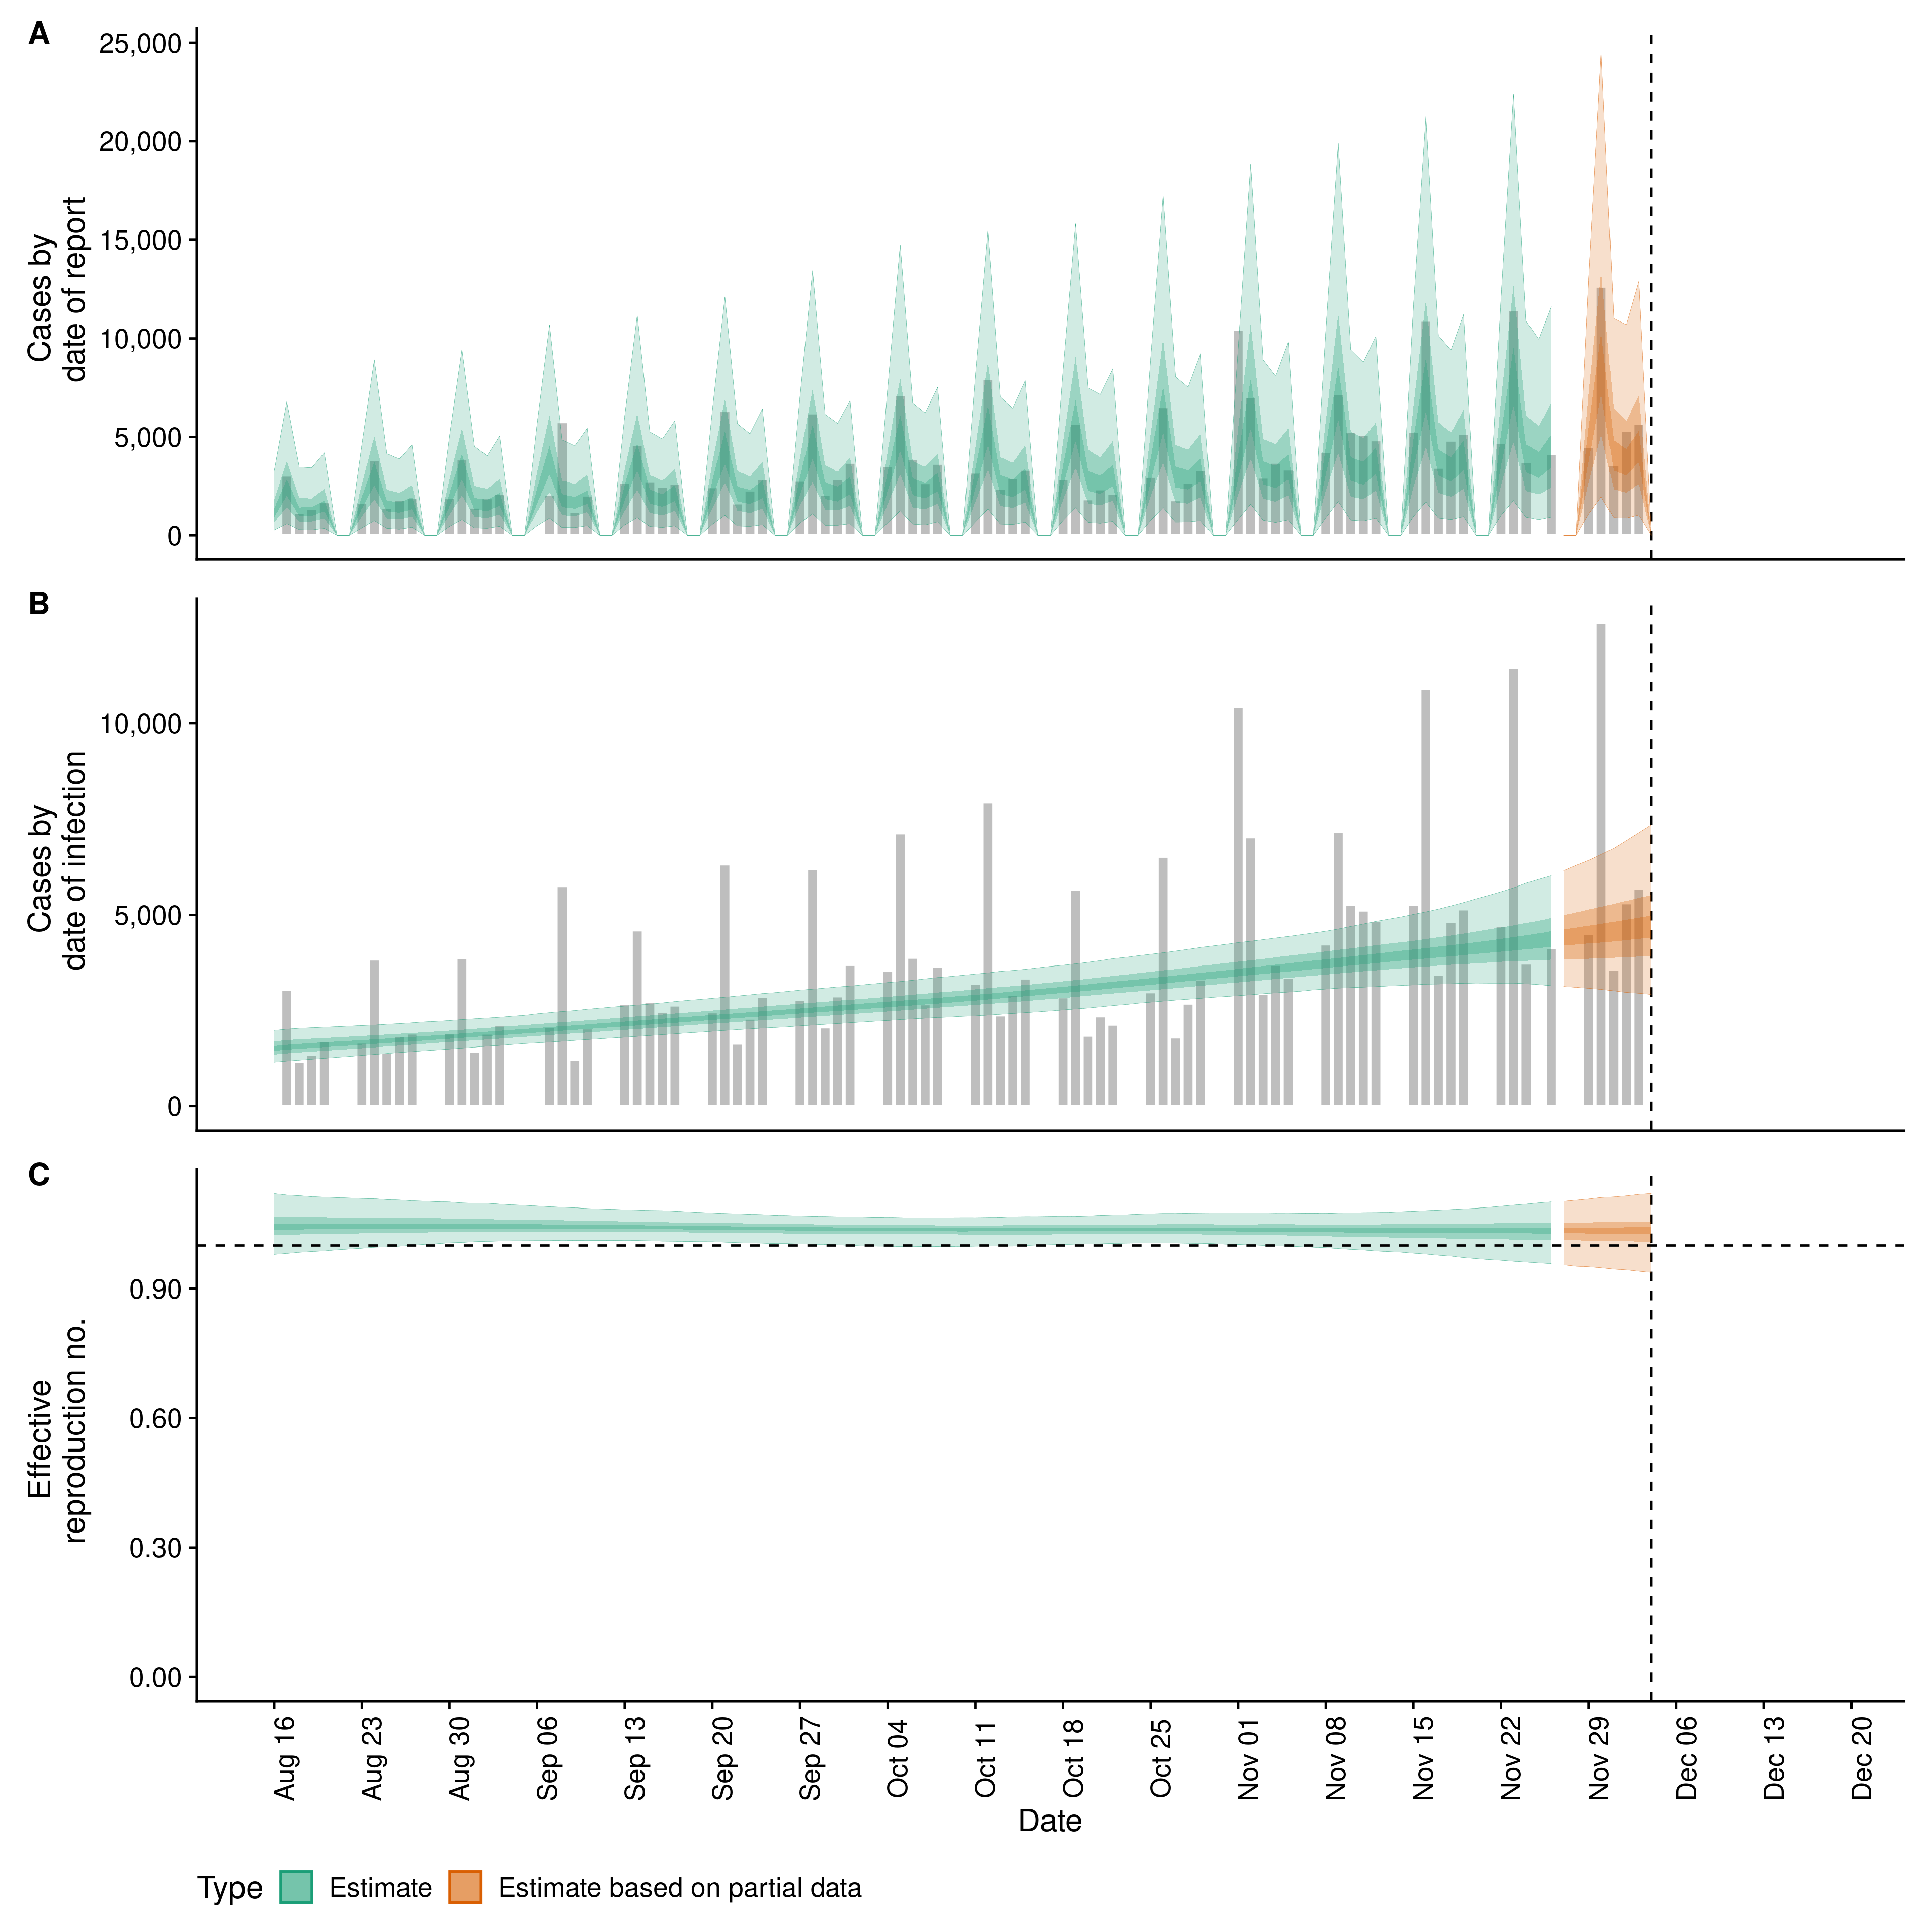 A
25,000
20,000
15,000
10,000
5,000
0
Cases by
date of report
B
10,000
5,000
0
Cases by
date of infection
C
0.90
0.60
0.30
0.00
Effective
reproduction no.
Aug 16
Aug 23
Aug 30
Sep 06
Sep 13
Sep 20
Sep 27
Oct 04
Oct 11
Oct 18
Oct 25
Nov 01
Nov 08
Nov 15
Nov 22
Nov 29
Dec 06
Dec 13
Dec 20
Date
Type Estimate Estimate based on partial data